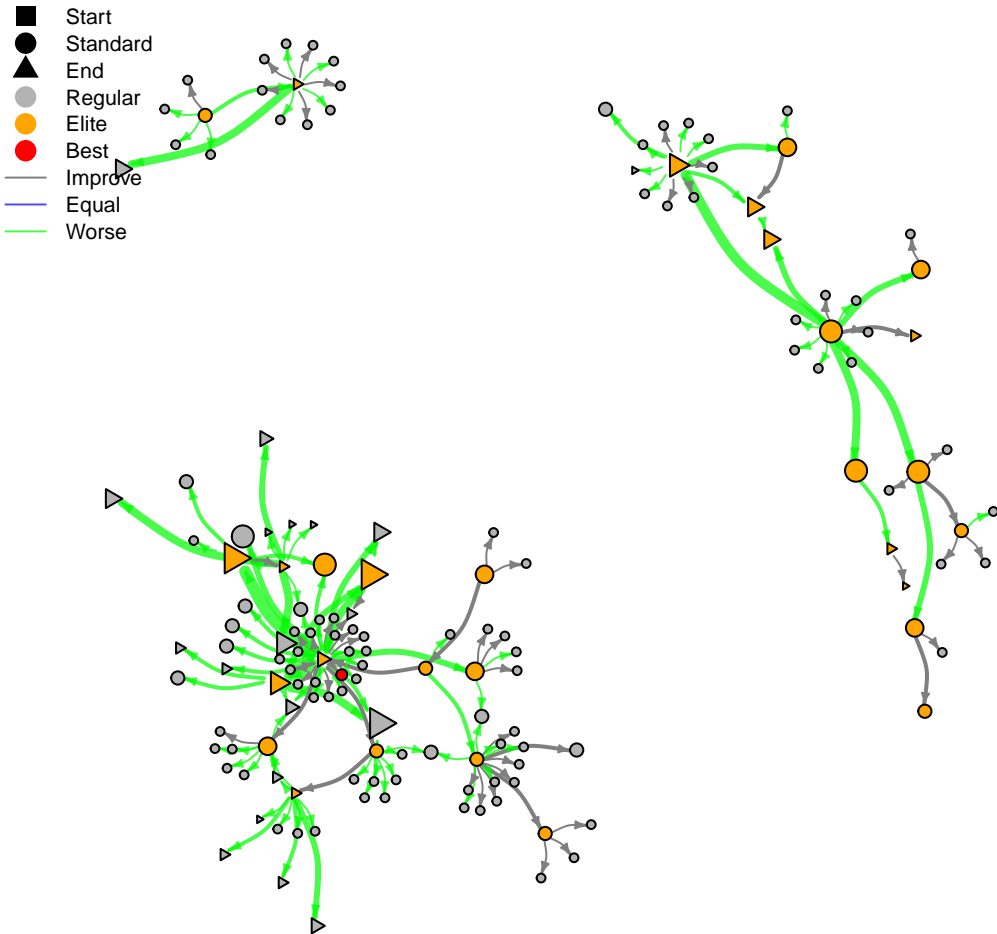 Start
Standard
End
Regular
Elite
Best
Improve
Equal
Worse